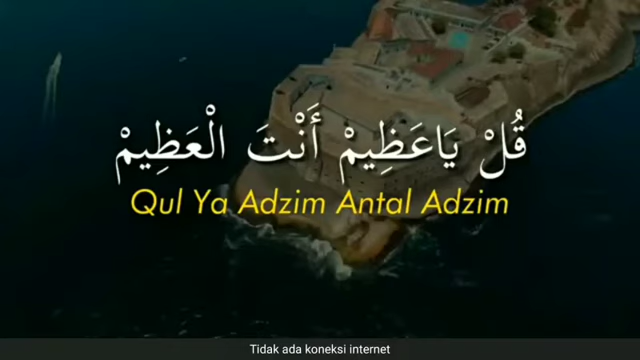 قُلْ يَاعَظِيمْ أَنْتَ الْعَظِيمْ
Qul Ya Adzim Antal Adzim
Tidak ada koneksi internet